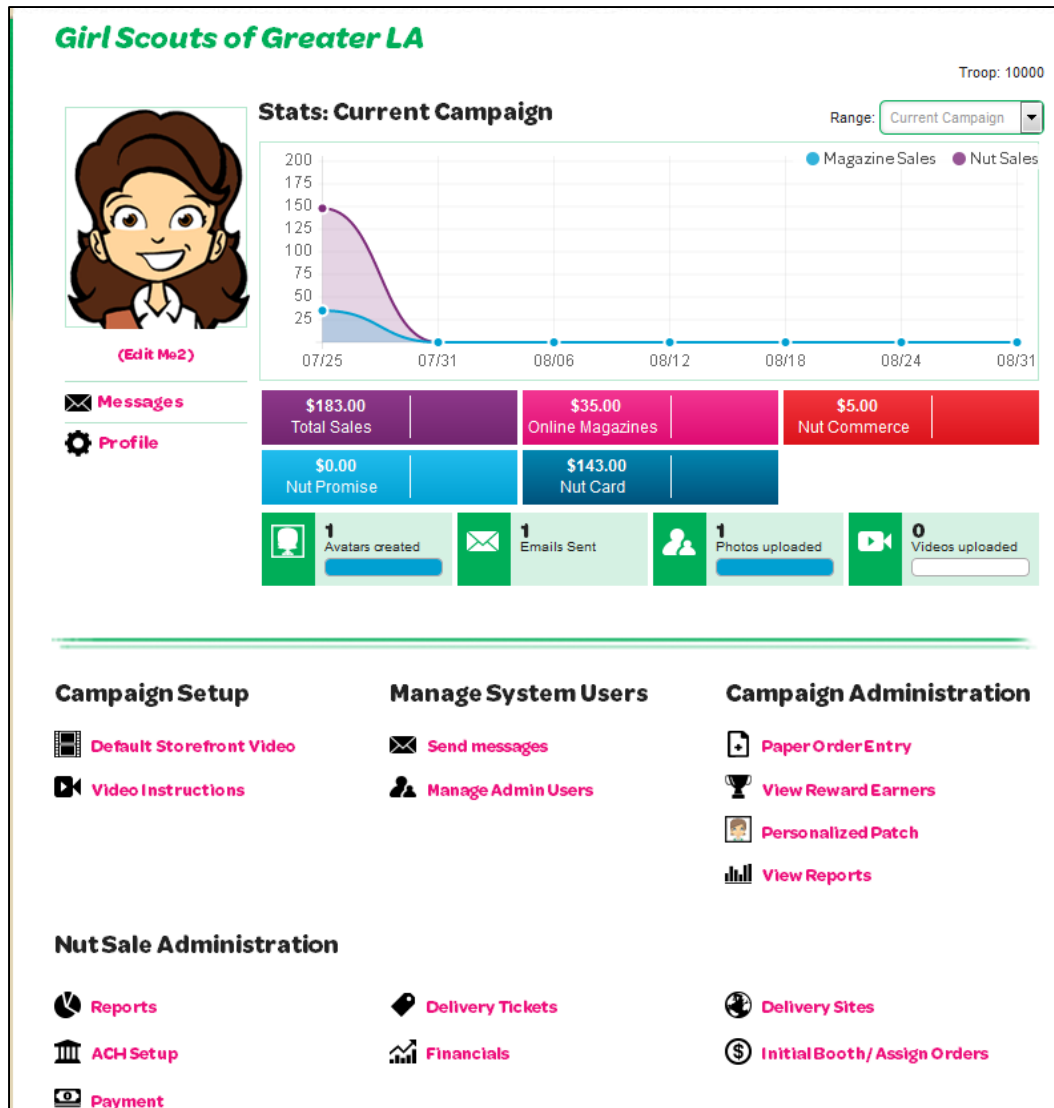 Girl Scouts of Greater LA
Troop: 10000
Stats: Current Campaign
Range: Current Campaign
Magazine Sales Nut Sales
200
175
150
125
100
75
50
25
07/25 07/31 08/06 08/12 08/18 08/24 08/31
(Edit Me2)
Messages
Profile
$183.00 $35.00 $5.00
Total Sales Online Magazines Nut Commerce
$0.00 $143.00
Nut Promise Nut Card
1 1 1 0
Avatars created Emails Sent Photos uploaded Videos uploaded
Campaign Setup Manage System Users Campaign Administration
Default Storefront Video Send messages Paper Order Entry
Video Instructions Manage Admin Users View Reward Earners
Personalized Patch
View Reports
Nut Sale Administration
Reports Delivery Tickets Delivery Sites
ACH Setup Financials Initial Booth/ Assign Orders
Payment